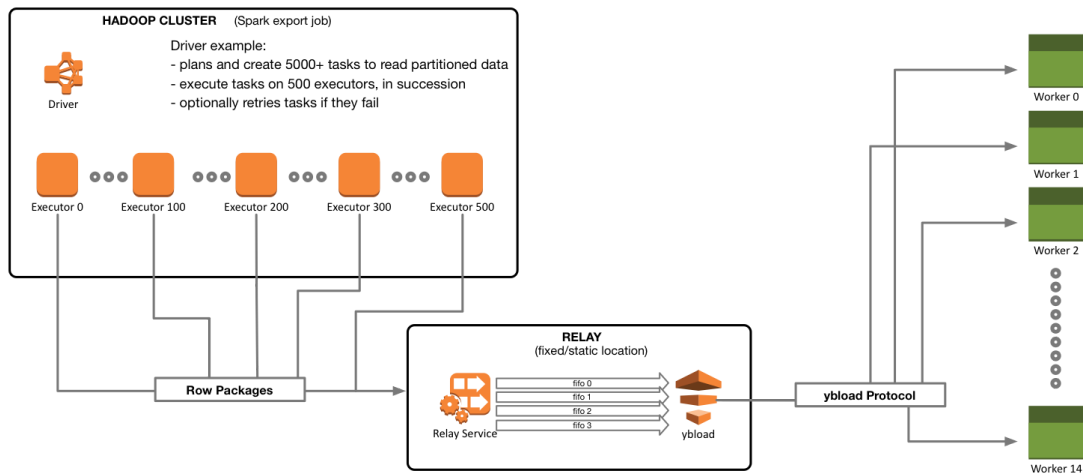 HADOOP CLUSTER (Spark export job)
Driver example:
- plans and create 5000+ tasks to read partitioned data
- execute tasks on 500 executors, in succession
- optionally retries tasks if they fail
Driver
Executor 0
Executor 100
Executor 200
Executor 300
Executor 500
Row Packages
RELAY
(fixed/static location)
fifo 0
fifo 1
fifo 2
fifo 3
Relay Service
ybload
ybload Protocol
Worker 0
Worker 1
Worker 2
Worker 14